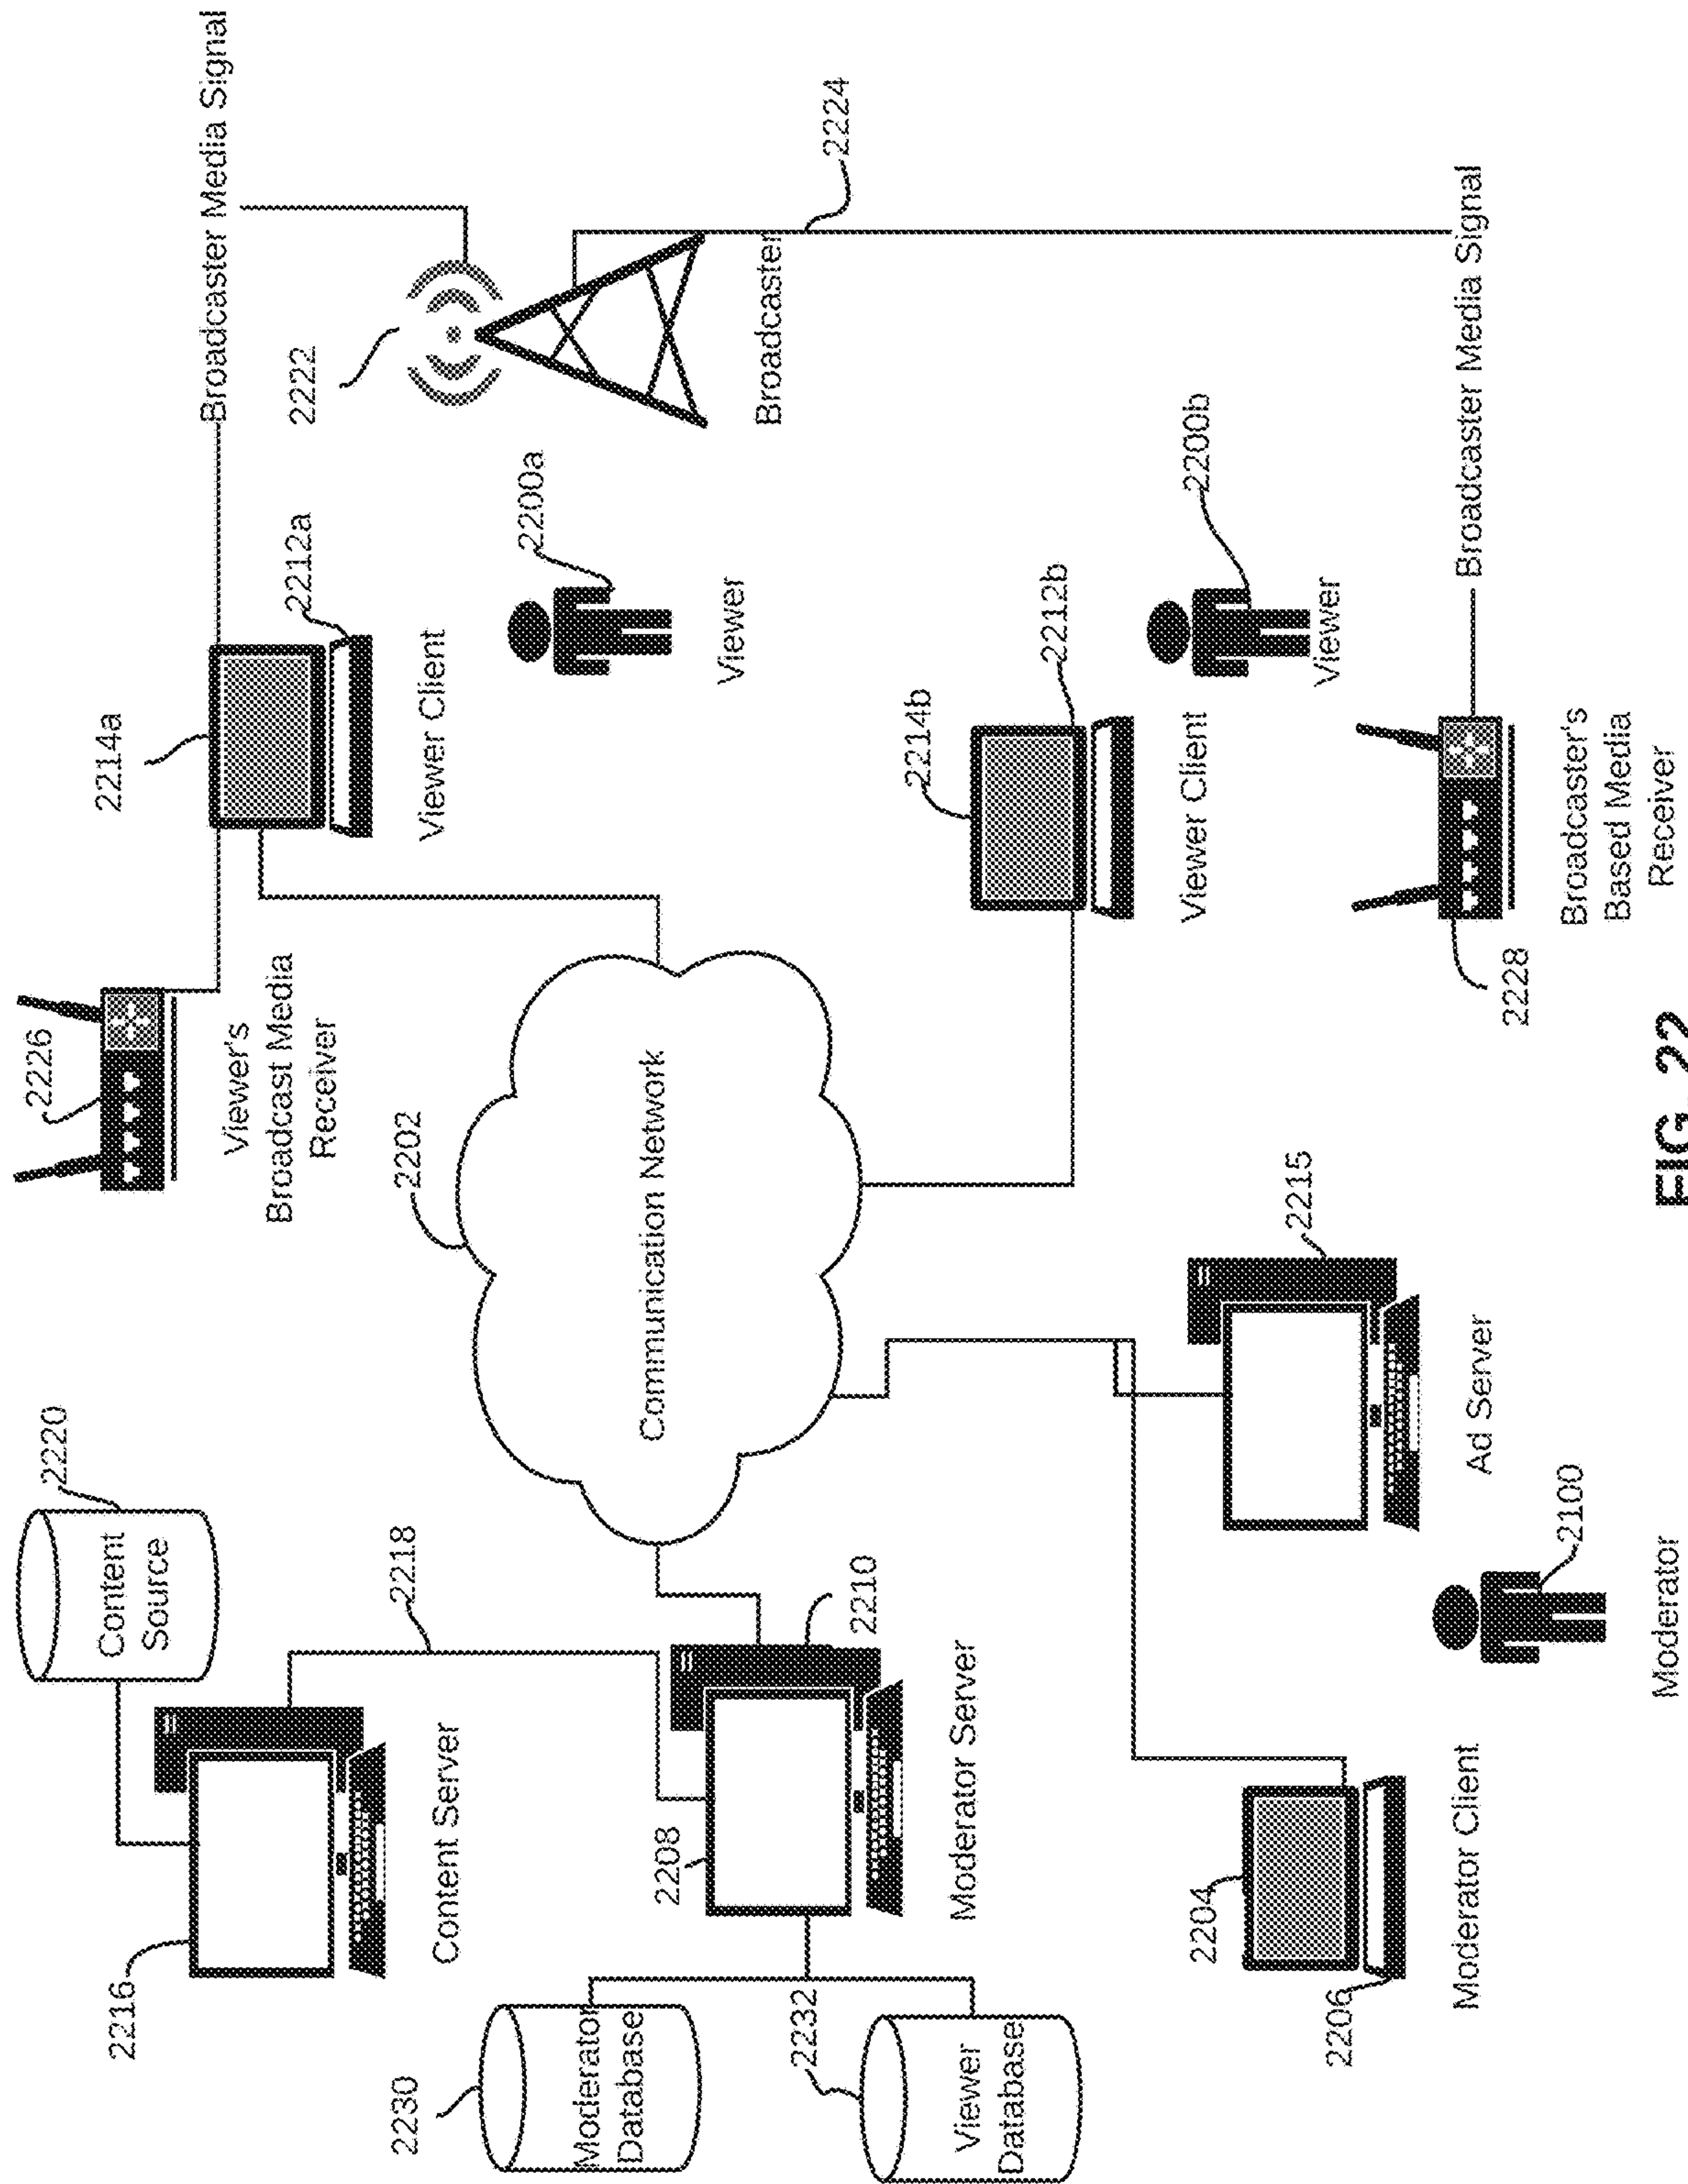 2220
Content
Source
2216
Content Server
2218
2226
Viewer's
Broadcast Media
Receiver
2214a
2212a
Viewer Client
Broadcaster Media Signal
2222
2200a
Viewer
Broadcaster
2224
2202
Communication Network
2230
Moderator
Database
2208
2210
Moderator Server
2232
Viewer
Database
2214b
2212b
Viewer Client
2200b
Viewer
2204
2206
Moderator Client
2215
Ad Server
2100
Moderator
2228
Broadcaster's
Based Media
Receiver
Broadcaster Media Signal
FIG. 22